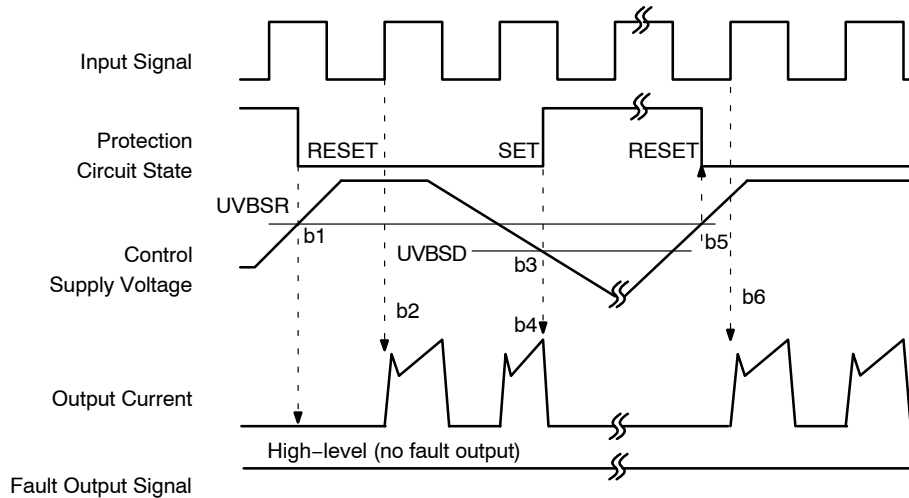 Input Signal
Protection
Circuit State
RESET
SET
RESET
UVBSR
b1
UVBSD
b3
b5
Control
Supply Voltage
b2
b4
b6
Output Current
High−level (no fault output)
Fault Output Signal